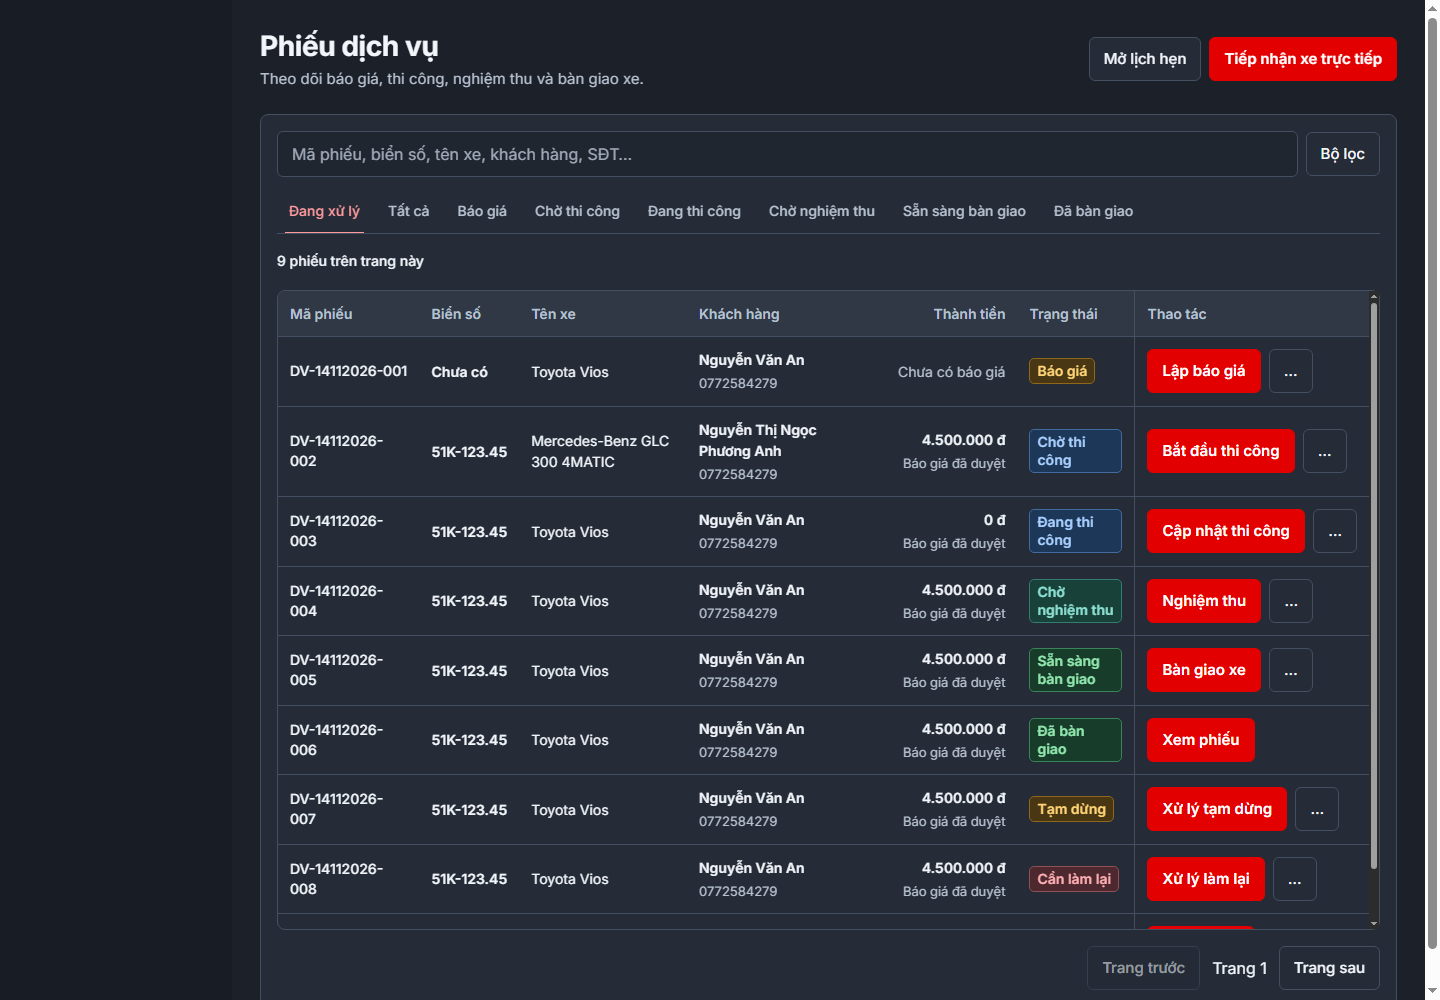 Phiếu dịch vụ
Theo dõi báo giá, thi công, nghiệm thu và bàn giao xe.
Mở lịch hẹn
Tiếp nhận xe trực tiếp
Mã phiếu, biển số, tên xe, khách hàng, SĐT...
Bộ lọc
Đang xử lý Tất cả Báo giá Chờ thi công Đang thi công Chờ nghiệm thu Sẵn sàng bàn giao Đã bàn giao
9 phiếu trên trang này
Mã phiếu Biển số Tên xe Khách hàng Thành tiền Trạng thái Thao tác
DV-14112026-001 Chưa có Toyota Vios
Nguyễn Văn An
0772584279
Chưa có báo giá
Báo giá
Lập báo giá ...
DV-14112026-
002
51K-123.45
Mercedes-Benz GLC
300 4MATIC
Nguyễn Thị Ngọc
Phương Anh
0772584279
4.500.000 đ
Báo giá đã duyệt
Chờ thi
công
Bắt đầu thi công ...
DV-14112026-
003
51K-123.45
Toyota Vios
Nguyễn Văn An
0772584279
0 đ
Báo giá đã duyệt
Đang thi
công
Cập nhật thi công ...
DV-14112026-
004
51K-123.45
Toyota Vios
Nguyễn Văn An
0772584279
4.500.000 đ
Báo giá đã duyệt
Chờ
nghiệm thu
Nghiệm thu ...
DV-14112026-
005
51K-123.45
Toyota Vios
Nguyễn Văn An
0772584279
4.500.000 đ
Báo giá đã duyệt
Sẵn sàng
bàn giao
Bàn giao xe ...
DV-14112026-
006
51K-123.45
Toyota Vios
Nguyễn Văn An
0772584279
4.500.000 đ
Báo giá đã duyệt
Đã bàn
giao
Xem phiếu
DV-14112026-
007
51K-123.45
Toyota Vios
Nguyễn Văn An
0772584279
4.500.000 đ
Báo giá đã duyệt
Tạm dừng
Xử lý tạm dừng ...
DV-14112026-
008
51K-123.45
Toyota Vios
Nguyễn Văn An
0772584279
4.500.000 đ
Báo giá đã duyệt
Cần làm lại
Xử lý làm lại ...
Trang trước Trang 1 Trang sau